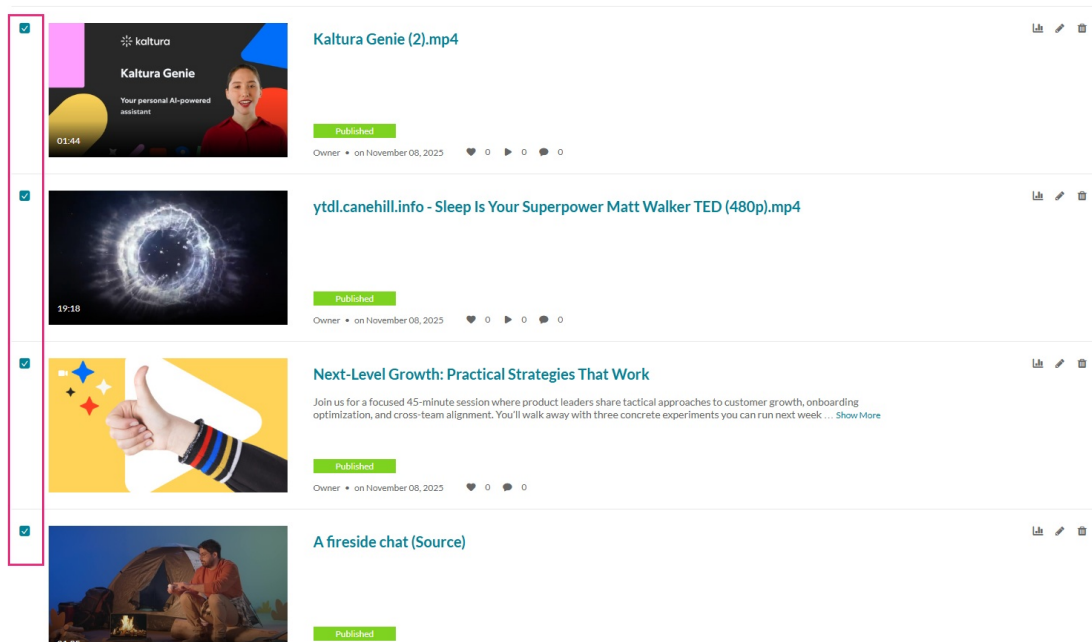 kaltura
Kaltura Genie
Your personal AI-powered
assistant
01:44
Kaltura Genie (2).mp4
Published
Owner • on November 08, 2025 0 0 0
19:18
ytdl.canehill.info - Sleep Is Your Superpower Matt Walker TED (480p).mp4
Published
Owner • on November 08, 2025 0 0 0
Next-Level Growth: Practical Strategies That Work
Join us for a focused 45-minute session where product leaders share tactical approaches to customer growth, onboarding
optimization, and cross-team alignment. You'll walk away with three concrete experiments you can run next week ... Show More
Published
Owner • on November 08, 2025 0 0
A fireside chat (Source)
Published